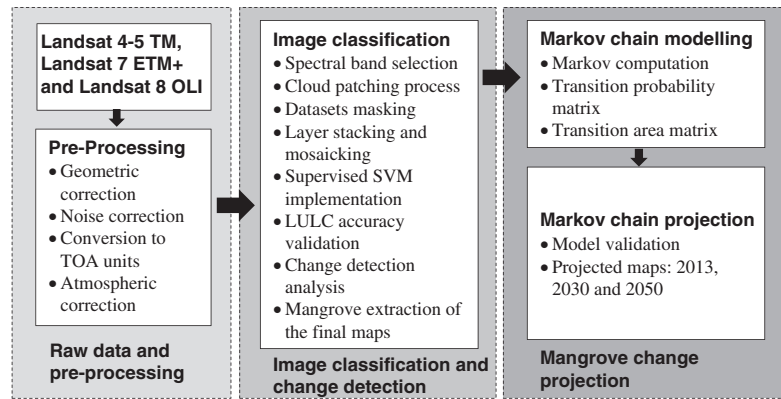 Landsat 4-5 TM,
Landsat 7 ETM+
and Landsat 8 OLI
Pre-Processing
• Geometric
correction
• Noise correction
• Conversion to
TOA units
• Atmospheric
correction
Raw data and
pre-processing
Image classification
• Spectral band selection
• Cloud patching process
• Datasets masking
• Layer stacking and
mosaicking
• Supervised SVM
implementation
• LULC accuracy
validation
• Change detection
analysis
• Mangrove extraction of
the final maps
Image classification and
change detection
Markov chain modelling
• Markov computation
• Transition probability
matrix
• Transition area matrix
Markov chain projection
• Model validation
• Projected maps: 2013,
2030 and 2050
Mangrove change
projection